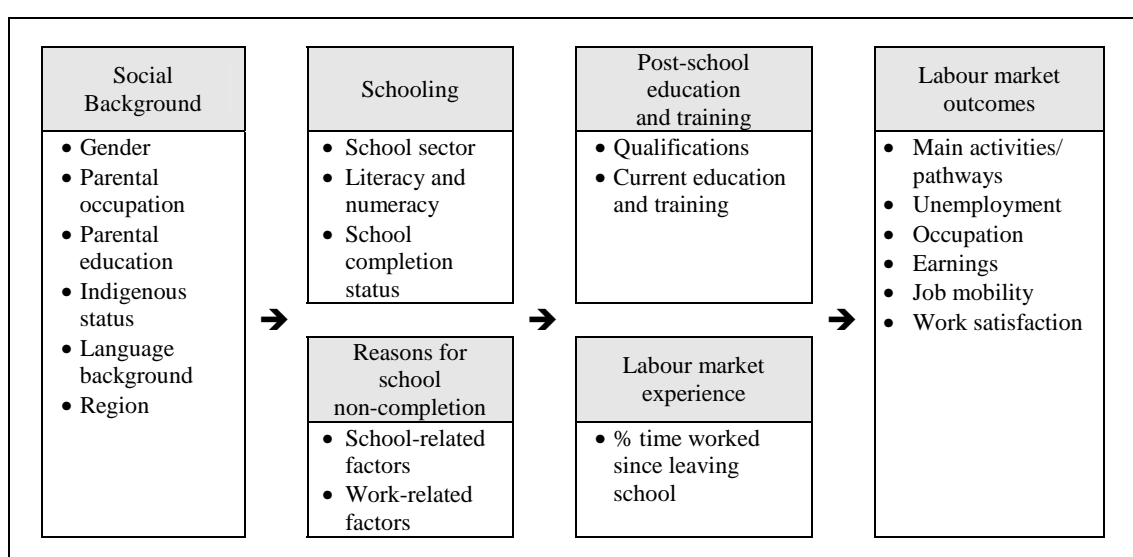 Social
Background
• Gender
• Parental
occupation
• Parental
education
• Indigenous
status
• Language
background
• Region
➔
Schooling
• School sector
• Literacy and
numeracy
• School
completion
status
Reasons for
school
non-completion
• School-related
factors
• Work-related
factors
➔
Post-school
education
and training
• Qualifications
• Current education
and training
Labour market
experience
• % time worked
since leaving
school
➔
Labour market
outcomes
• Main activities/
pathways
• Unemployment
• Occupation
• Earnings
• Job mobility
• Work satisfaction